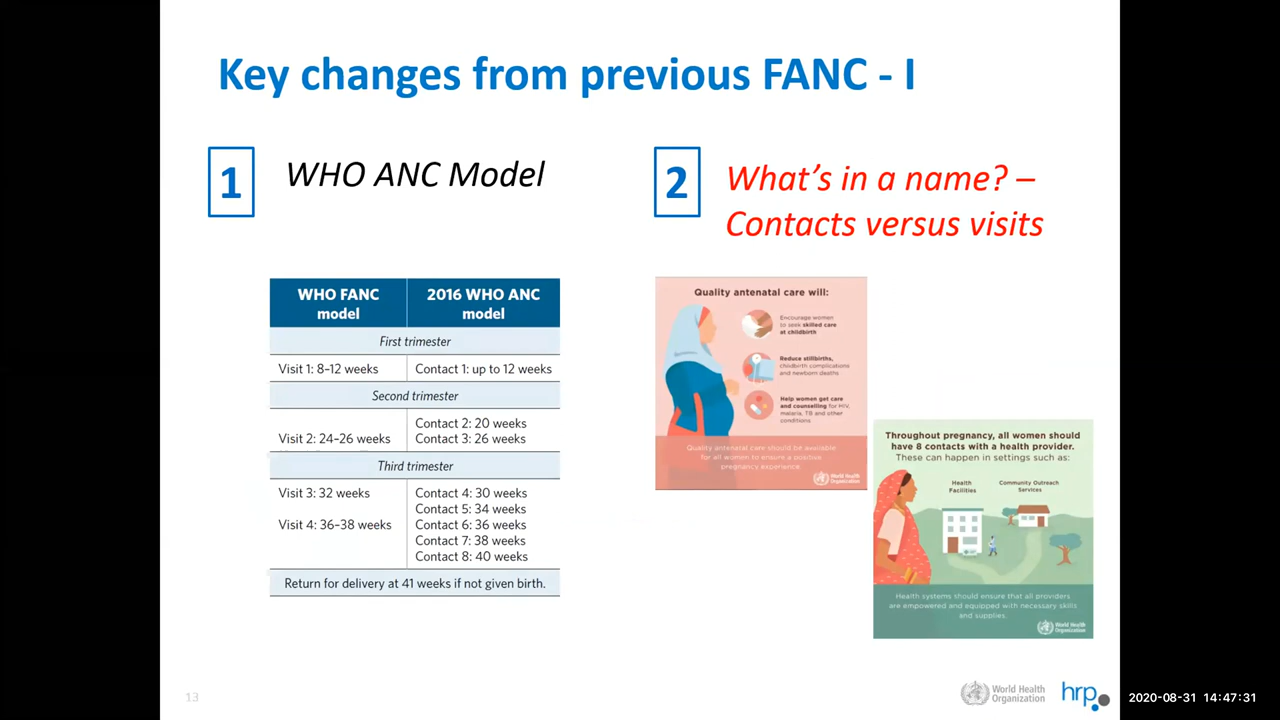 Key changes from previous FANC - I
1
WHO ANC Model
2
What's in a name? –
Contacts versus visits
WHO FANC
model
2016 WHO ANC
model
First trimester
Visit 1: 8–12 weeks
Contact 1: up to 12 weeks
Second trimester
Visit 2: 24–26 weeks
Contact 2: 20 weeks
Contact 3: 26 weeks
Third trimester
Visit 3: 32 weeks
Visit 4: 36–38 weeks
Contact 4: 30 weeks
Contact 5: 34 weeks
Contact 6: 36 weeks
Contact 7: 38 weeks
Contact 8: 40 weeks
Return for delivery at 41 weeks if not given birth.
Quality antenatal care will:
Encourage women
to seek skilled care
at childbirth
Reduce stillbirths,
childbirth complications
and newborn deaths
Help women get care
and counselling for HIV,
malaria, TB and other
conditions
Quality antenatal care should be available
for all women to ensure a positive
pregnancy experience
World Health
Organization
Throughout pregnancy, all women should
have 8 contacts with a health provider.
These can happen in settings such as:
Health
Facilities
Community Outreach
Services
Health systems should ensure that all providers
are empowered and equipped with necessary skills
and supplies.
World Health
Organization
13
World Health
Organization
hrp
2020-08-31 14:47:31